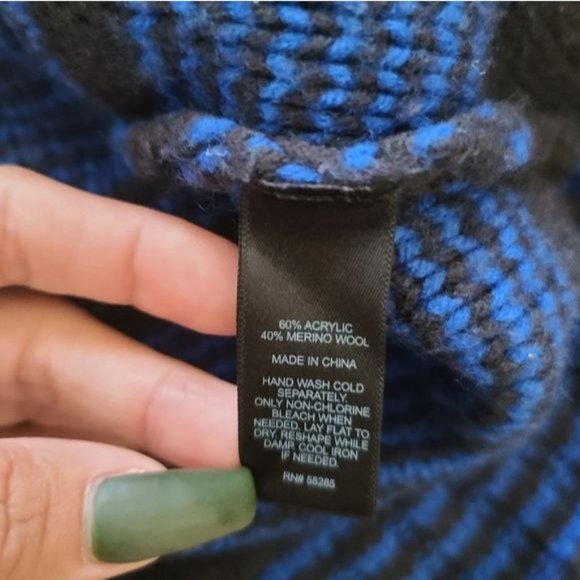 60% ACRYLIC
40% MERINO WOOL
MADE IN CHINA
HAND WASH COLD
SEPARATELY.
ONLY NON-CHLORINE
BLEACH WHEN
NEEDED. LAY FLAT TO
DRY. RESHAPE WHILE
DAMP. COOL IRON
IF NEEDED.
RN# 55285